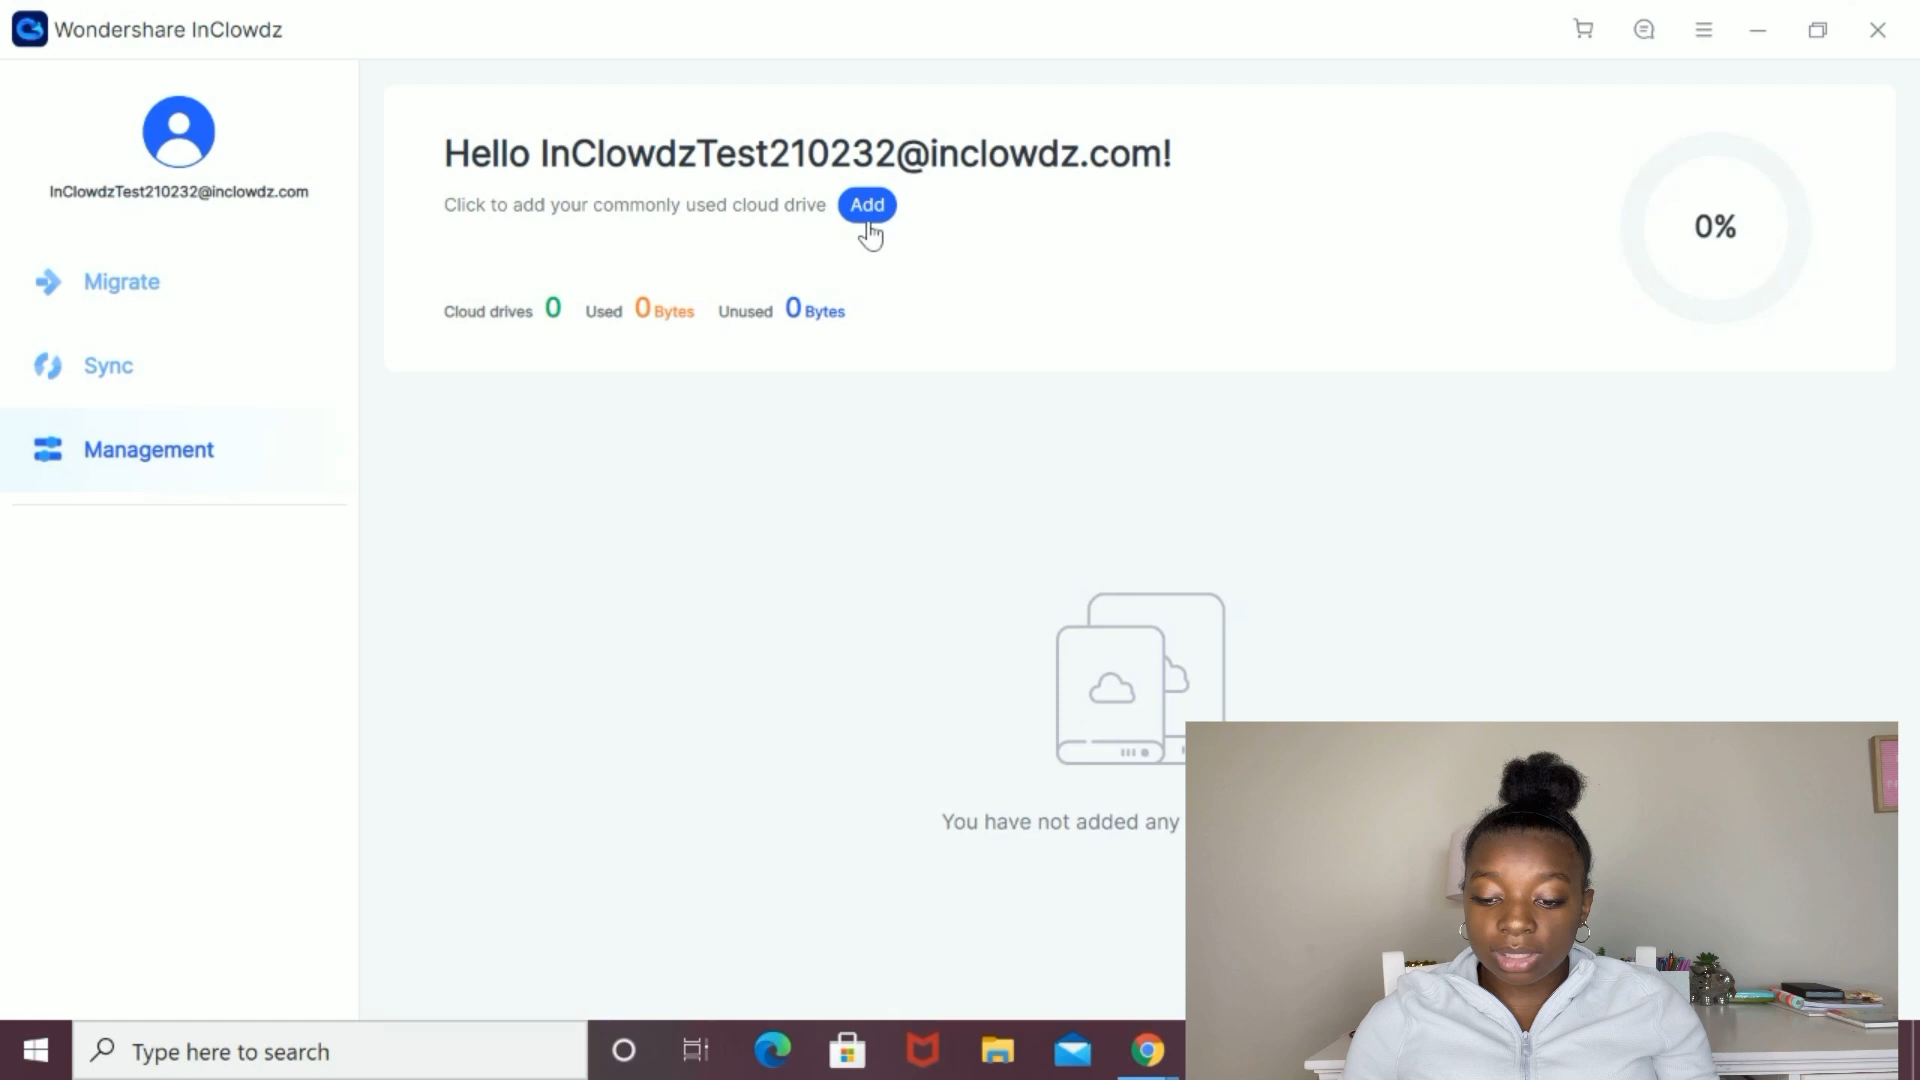 Wondershare InClowdz
InClowdzTest210232@inclowdz.com
Migrate
Sync
Management
Hello InClowdzTest210232@inclowdz.com!
Click to add your commonly used cloud drive Add
Cloud drives 0 Used 0 Bytes Unused 0 Bytes
0%
You have not added any
Type here to search